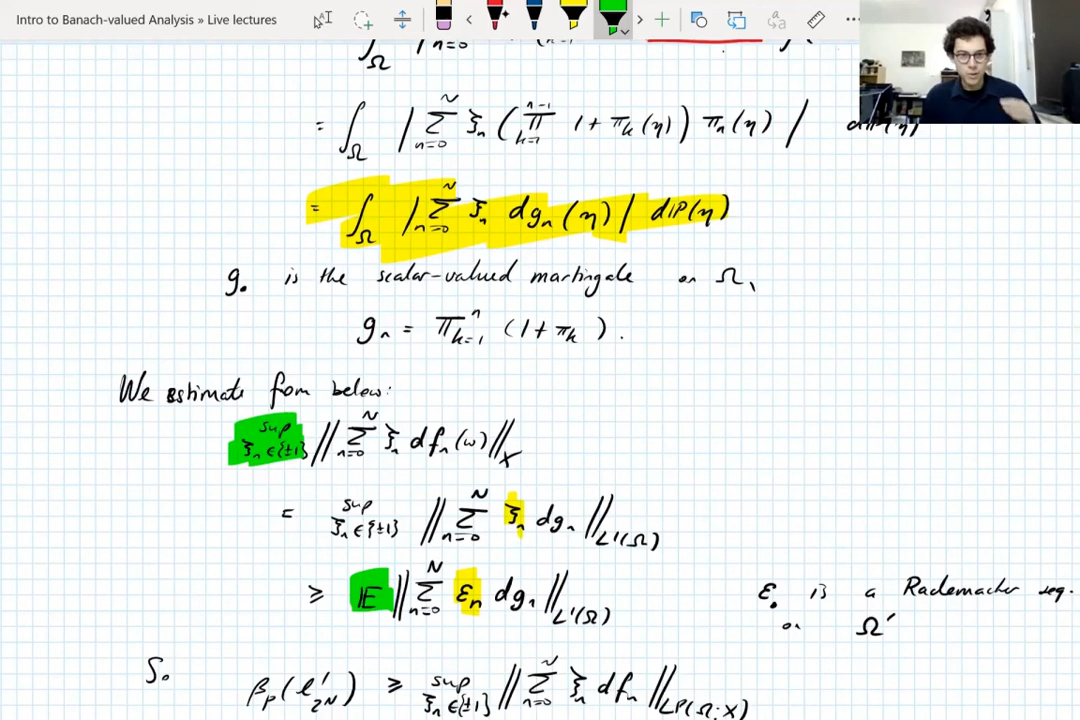 Intro to Banach-valued Analysis » Live lectures
∫_Ω | Σ_{n=0}
= ∫_Ω | Σ_{n=0}^{N} ξ_n ( ∏_{k=1}^{n-1} 1 + π_k(η) ) π_n(η) | dℙ(η)
= ∫_Ω | Σ_{n=0}^{N} ξ_n dg_n(η) | dℙ(η)
g. is the scalar-valued martingale on Ω,
g_n = ∏_{k=1}^{n} (1 + π_k).
We estimate from below:
sup_{ξ_n ∈ {±1}} ‖ Σ_{n=0}^{N} ξ_n df_n(ω) ‖_X
= sup_{ξ_n ∈ {±1}} ‖ Σ_{n=0}^{N} ξ_n dg_n ‖_{L¹(Ω)}
≥ 𝔼 ‖ Σ_{n=0}^{N} ε_n dg_n ‖_{L¹(Ω)} ε. is a Rademacher seq.
on Ω'
So
β_p(ℓ¹_{2^N}) ≥ sup_{ξ_n ∈ {±1}} ‖ Σ_{n=0}^{N} ξ_n df_n ‖_{L^p(Ω;X)}